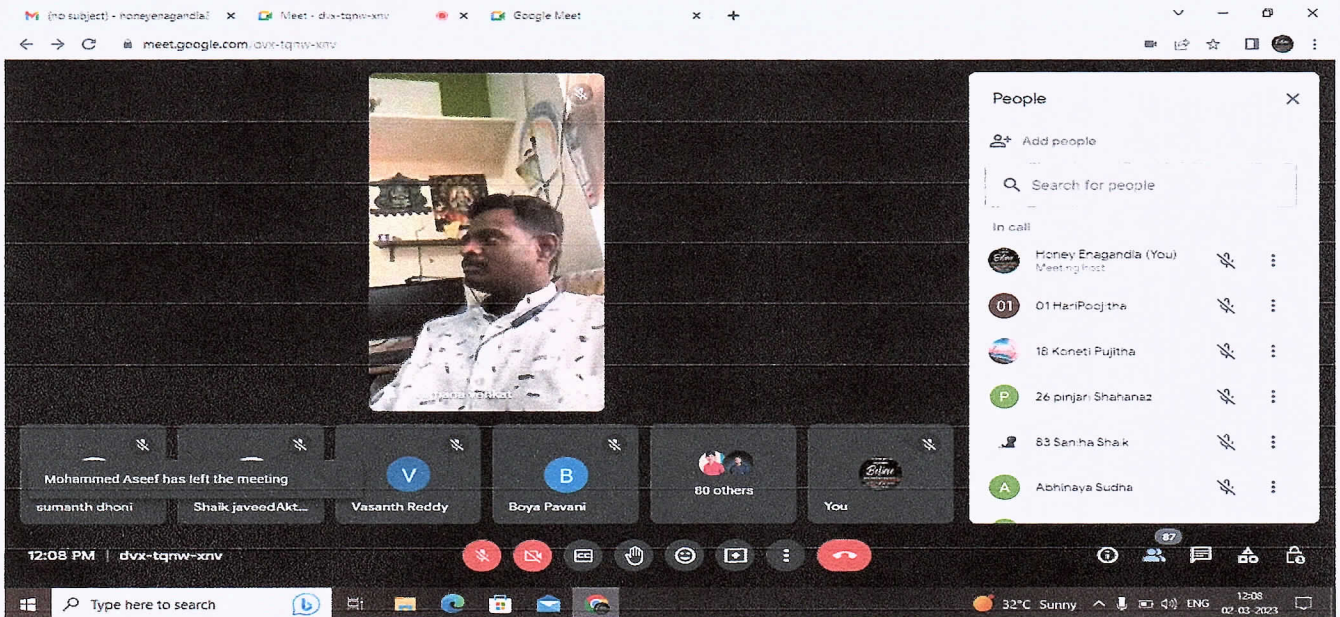 (no subject) - honeyenagandla
Meet - dvx-tqnw-xnv
Google Meet
meet.google.com/dvx-tqnw-xnv
People
Add people
Search for people
In call
Honey Enagandla (You)
Meeting host
01 01 HariPoojitha
18 Koneti Pujitha
P 26 pinjari Shahanaz
83 Saniha Shaik
A Abhinaya Sudha
venkat
Mohammed Aseef has left the meeting
sumanth dhoni
Shaik javeedAkt...
V
Vasanth Reddy
B
Boya Pavani
80 others
Believe
You
12:08 PM | dvx-tqnw-xnv
CC
87
Type here to search
32°C Sunny
ENG
12:08
02-03-2023